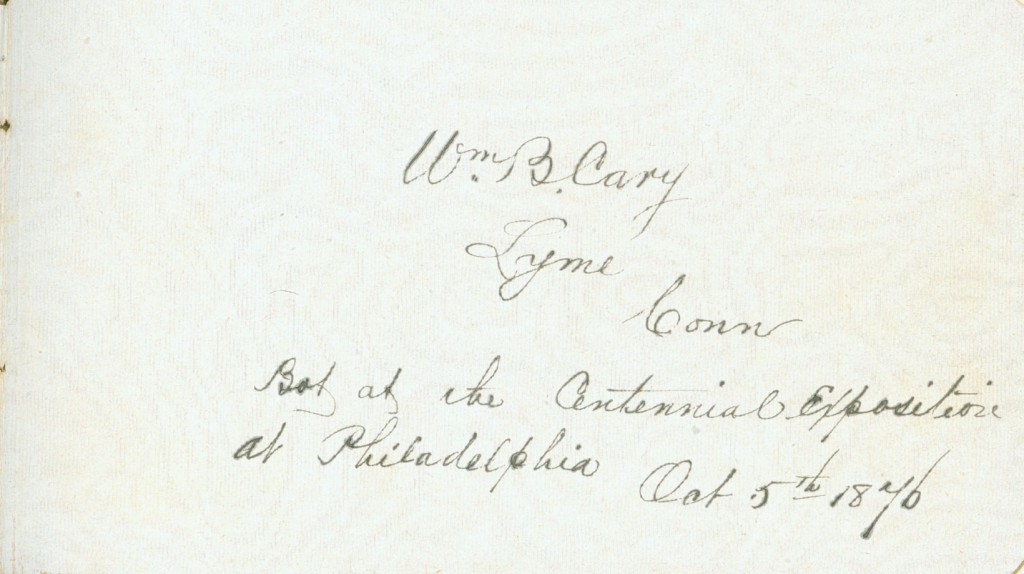 Wm. B. Cary
Lyme
Conn
Bot at the Centennial Exposition
at Philadelphia
Oct 5th 1876